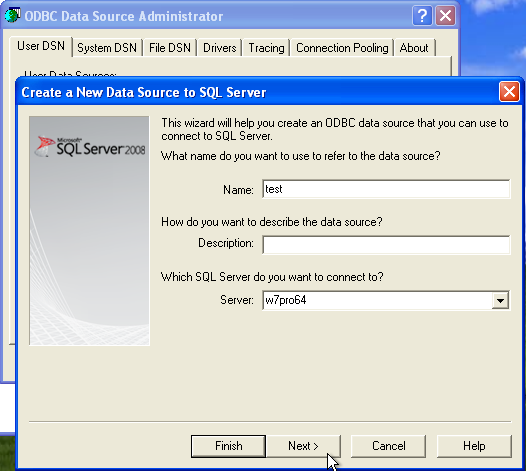 ODBC Data Source Administrator
User DSN System DSN File DSN Drivers Tracing Connection Pooling About
User Data Sources:
Create a New Data Source to SQL Server
Microsoft
SQL Server 2008
This wizard will help you create an ODBC data source that you can use to
connect to SQL Server.
What name do you want to use to refer to the data source?
Name: test
How do you want to describe the data source?
Description:
Which SQL Server do you want to connect to?
Server: w7pro64
Finish Next > Cancel Help